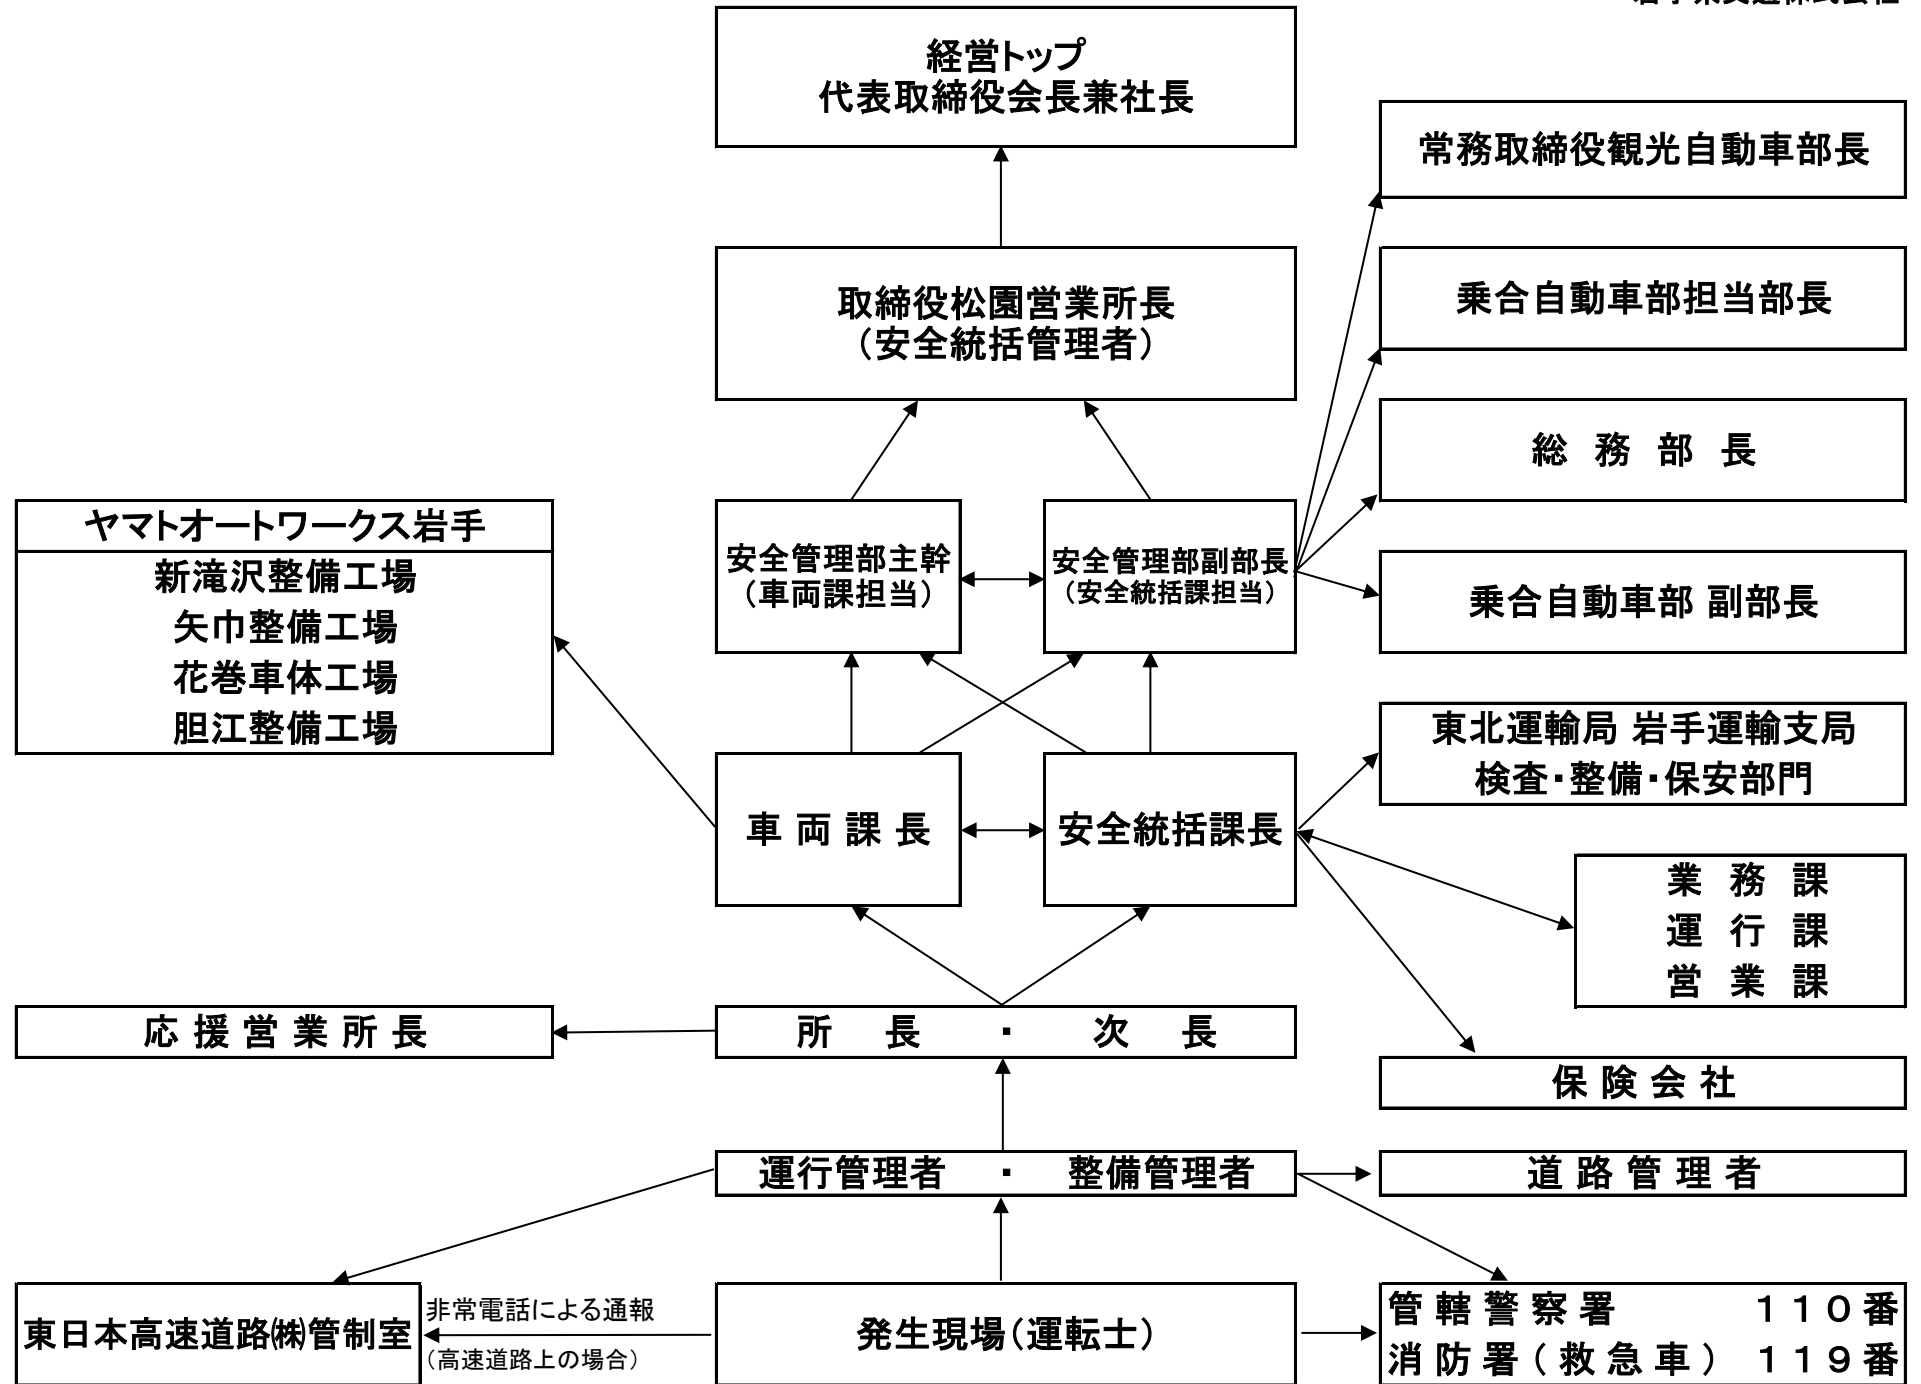 経営トップ
代表取締役会長兼社長
常務取締役観光自動車部長
取締役松園営業所長
（安全統括管理者）
乗合自動車部担当部長
総務部長
ヤマトオートワークス岩手
新滝沢整備工場
矢巾整備工場
花巻車体工場
胆江整備工場
安全管理部主幹
（車両課担当）
安全管理部副部長
（安全統括課担当）
乗合自動車部 副部長
東北運輸局 岩手運輸支局
検査・整備・保安部門
車両課長
安全統括課長
業務課
運行課
営業課
応援営業所長
所長・次長
保険会社
運行管理者 ・ 整備管理者
道路管理者
東日本高速道路㈱管制室
非常電話による通報
（高速道路上の場合）
発生現場（運転士）
管轄警察署 １１０番
消防署（救急車） １１９番